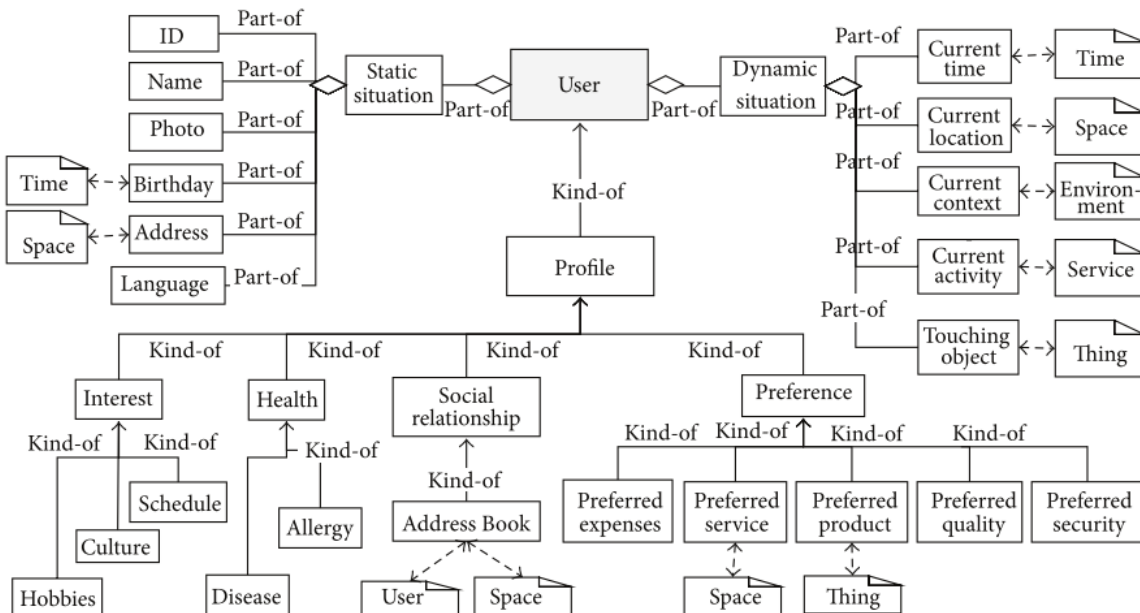 ID
Part-of
Name
Part-of
Photo
Part-of
Time
Birthday
Part-of
Space
Address
Part-of
Language
Part-of
Static
situation
Part-of
User
Part-of
Dynamic
situation
Part-of
Current
time
Time
Part-of
Current
location
Space
Part-of
Current
context
Environ-
ment
Part-of
Current
activity
Service
Part-of
Touching
object
Thing
Kind-of
Profile
Kind-of
Kind-of
Kind-of
Kind-of
Interest
Health
Social
relationship
Preference
Kind-of
Kind-of
Hobbies
Culture
Schedule
Kind-of
Disease
Allergy
Kind-of
Address Book
User
Space
Kind-of
Kind-of
Kind-of
Kind-of
Preferred
expenses
Preferred
service
Preferred
product
Preferred
quality
Preferred
security
Space
Thing